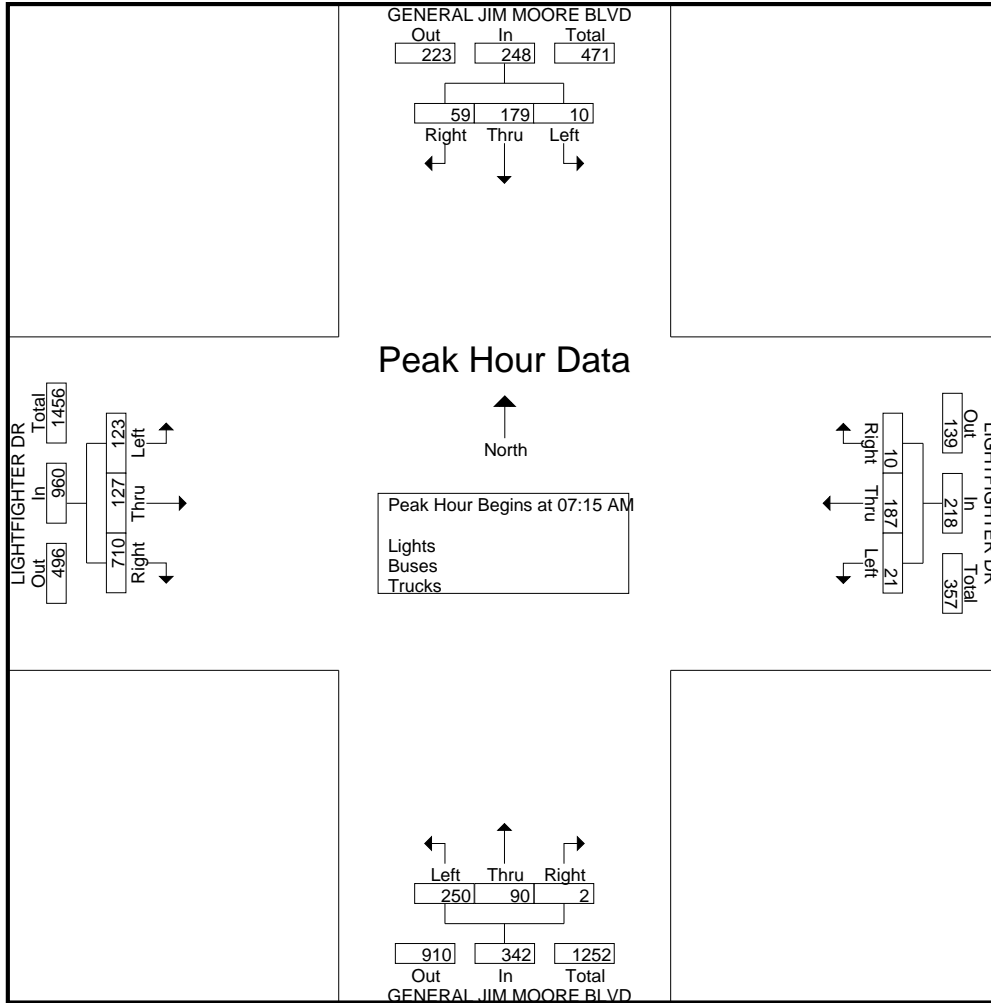 GENERAL JIM MOORE BLVD
Out In Total
223 248 471
59 179 10
Right Thru Left
Peak Hour Data
North
Peak Hour Begins at 07:15 AM
Lights
Buses
Trucks
LIGHTFIGHTER DR
Total In Out
1456 960 496
123 127 710
Left Thru Right
LIGHTFIGHTER DR
Out In Total
139 218 357
10 187 21
Right Thru Left
Left Thru Right
250 90 2
910 342 1252
Out In Total
GENERAL JIM MOORE BLVD